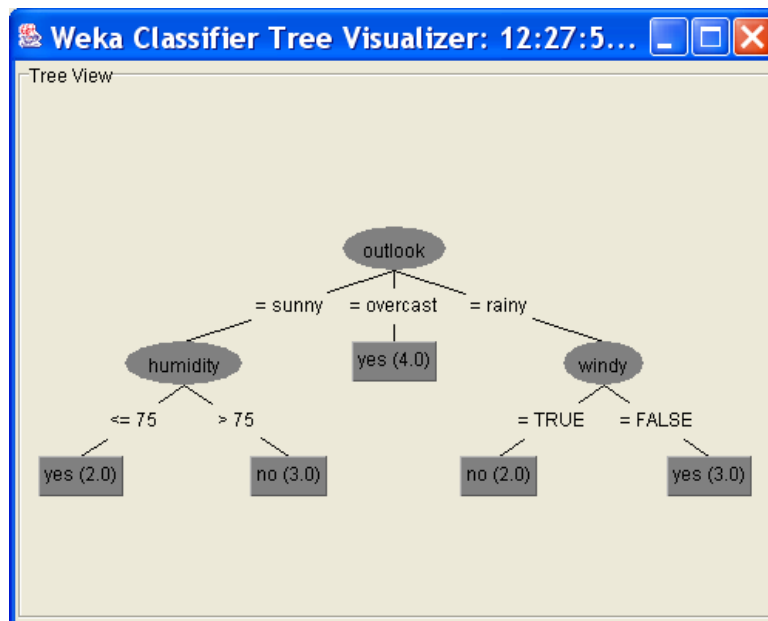 Weka Classifier Tree Visualizer: 12:27:5...
Tree View
outlook
= sunny = overcast = rainy
humidity yes (4.0) windy
<= 75 > 75 = TRUE = FALSE
yes (2.0) no (3.0) no (2.0) yes (3.0)